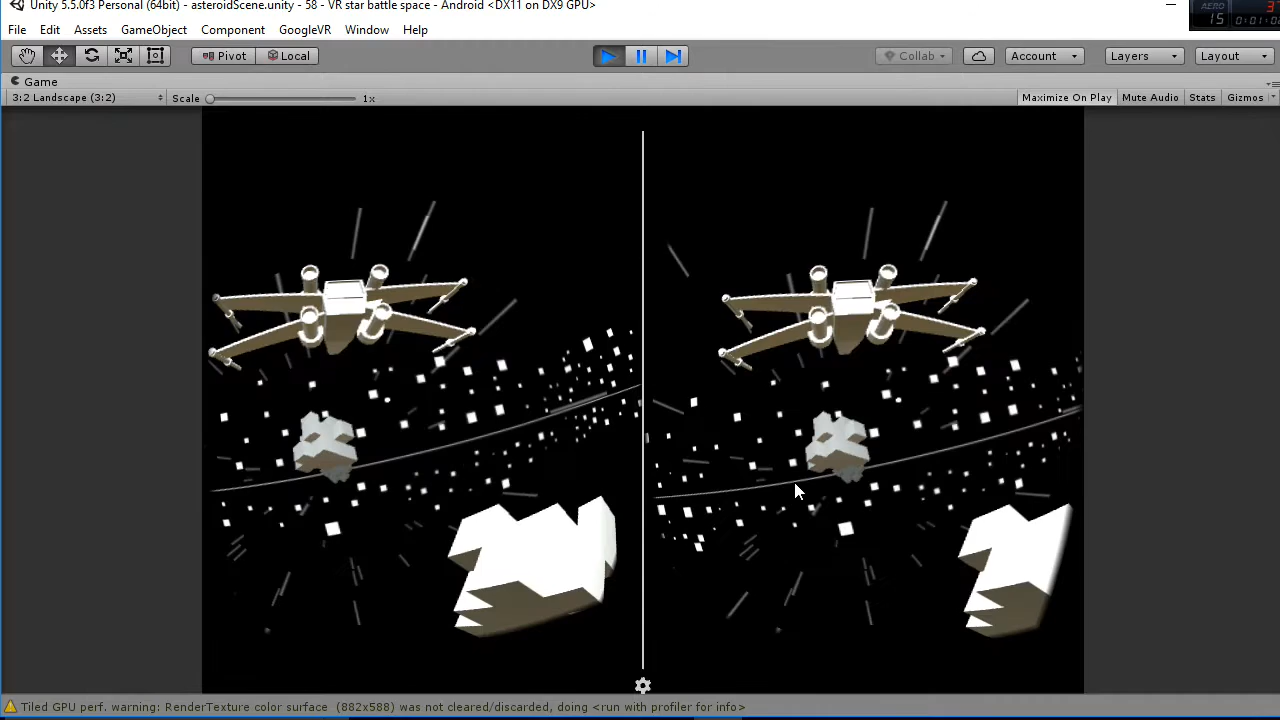 Unity 5.5.0f3 Personal (64bit) - asteroidScene.unity - 58 - VR star battle space - Android <DX11 on DX9 GPU>
AERO
15
3
File Edit Assets GameObject Component GoogleVR Window Help
Pivot Local Collab Account Layers Layout
Game
3:2 Landscape (3:2) Scale 1x Maximize On Play Mute Audio Stats Gizmos
Tiled GPU perf. warning: RenderTexture color surface (882x588) was not cleared/discarded, doing <run with profiler for info>